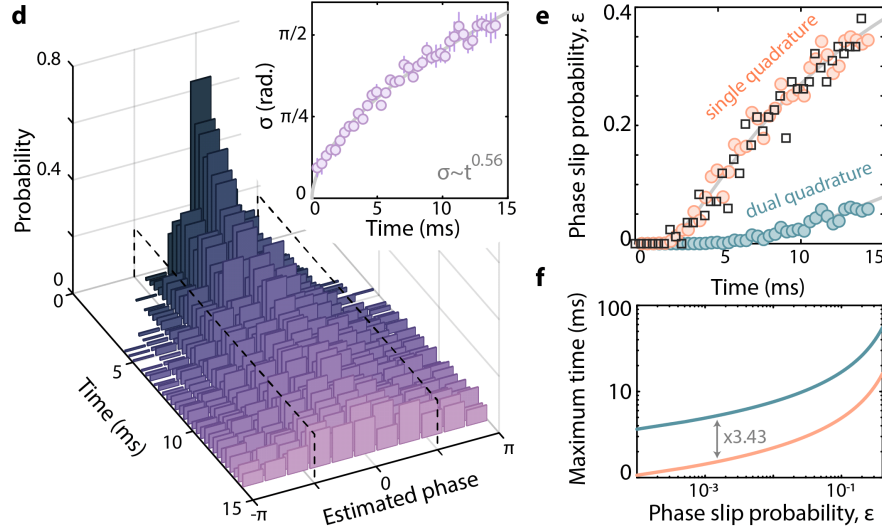 d
0.8
0.4
0
0
Probability
5
10
15
Time (ms)
-π
0
π
Estimated phase
π/2
π/4
0
σ (rad.)
σ~t^0.56
0
5
10
15
Time (ms)
e
0.4
0.2
0
Phase slip probability, ε
single quadrature
dual quadrature
0
5
10
15
Time (ms)
f
100
10
0
Maximum time (ms)
x3.43
10^-3
10^-1
Phase slip probability, ε